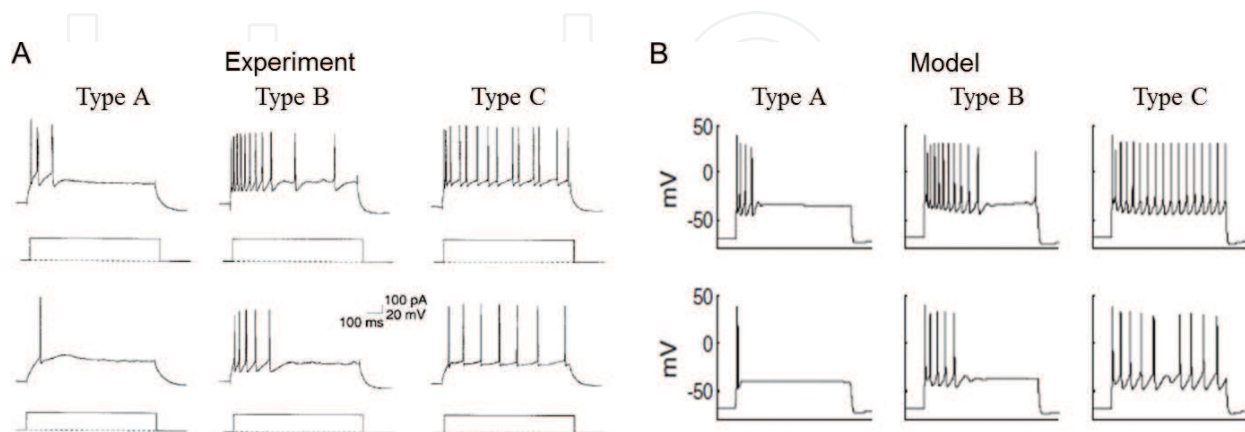 A
Experiment
Type A Type B Type C
100 pA
20 mV
100 ms
B
Model
Type A Type B Type C
50
0
-50
mV
50
0
-50
mV